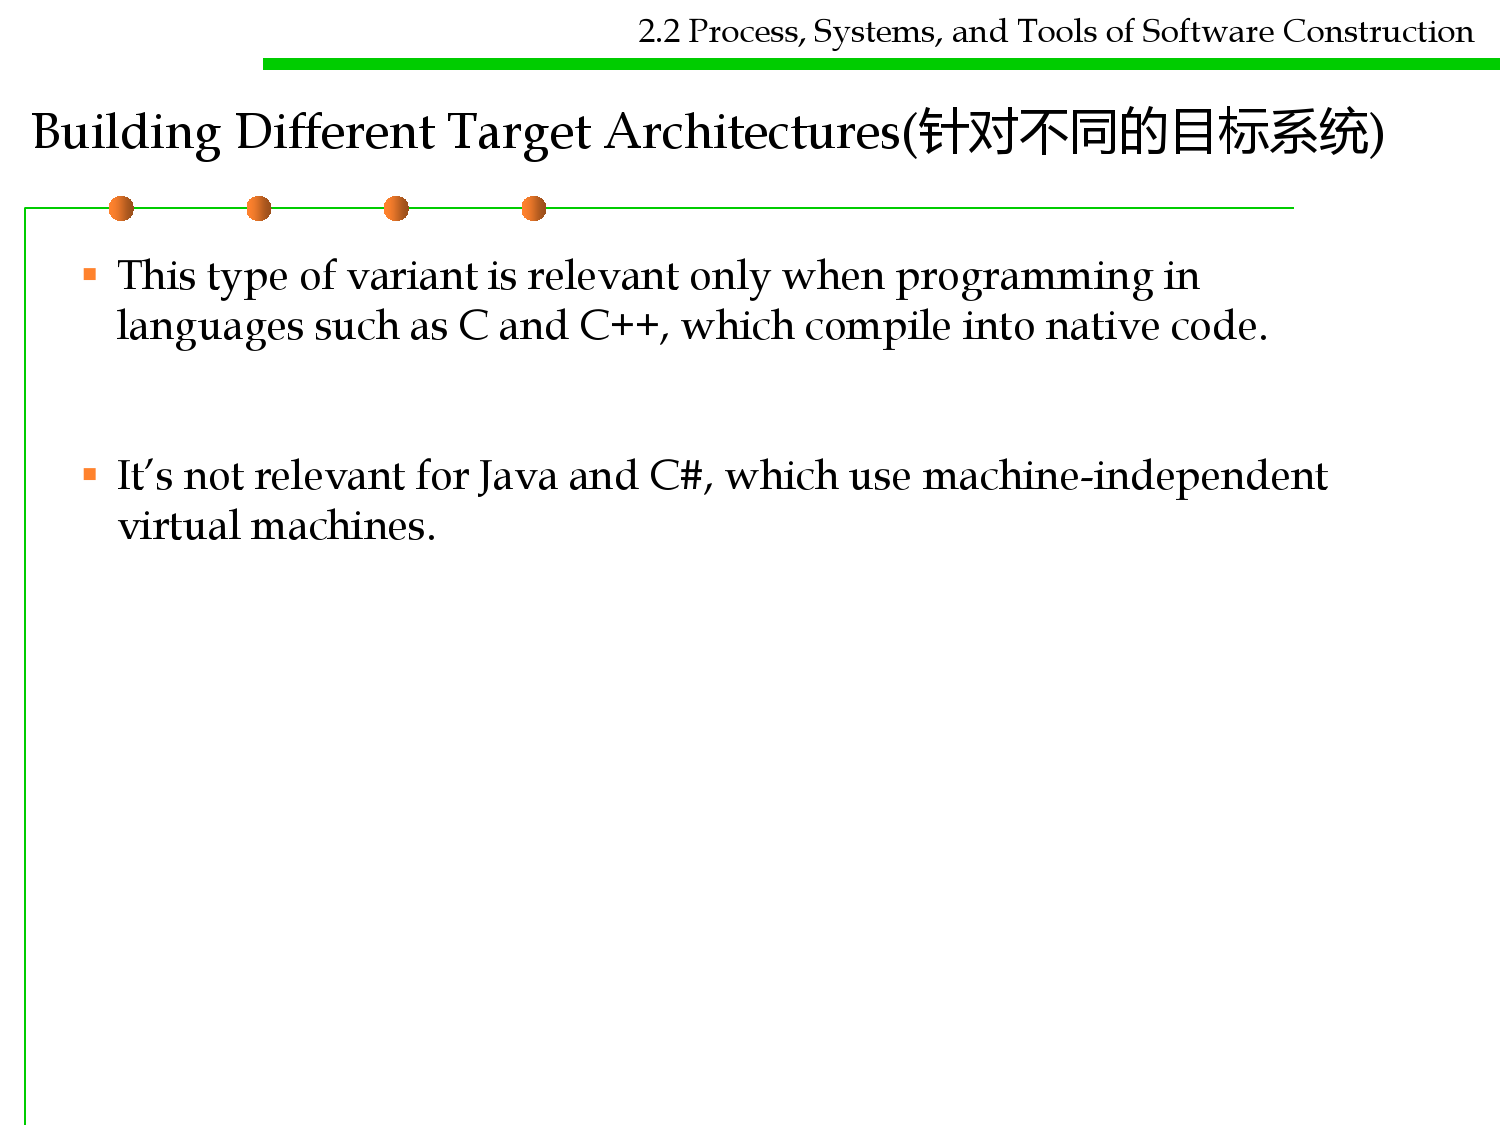 2.2 Process, Systems, and Tools of Software Construction
Building Different Target Architectures(针对不同的目标系统)
▪ This type of variant is relevant only when programming in
languages such as C and C++, which compile into native code.
▪ It’s not relevant for Java and C#, which use machine-independent
virtual machines.